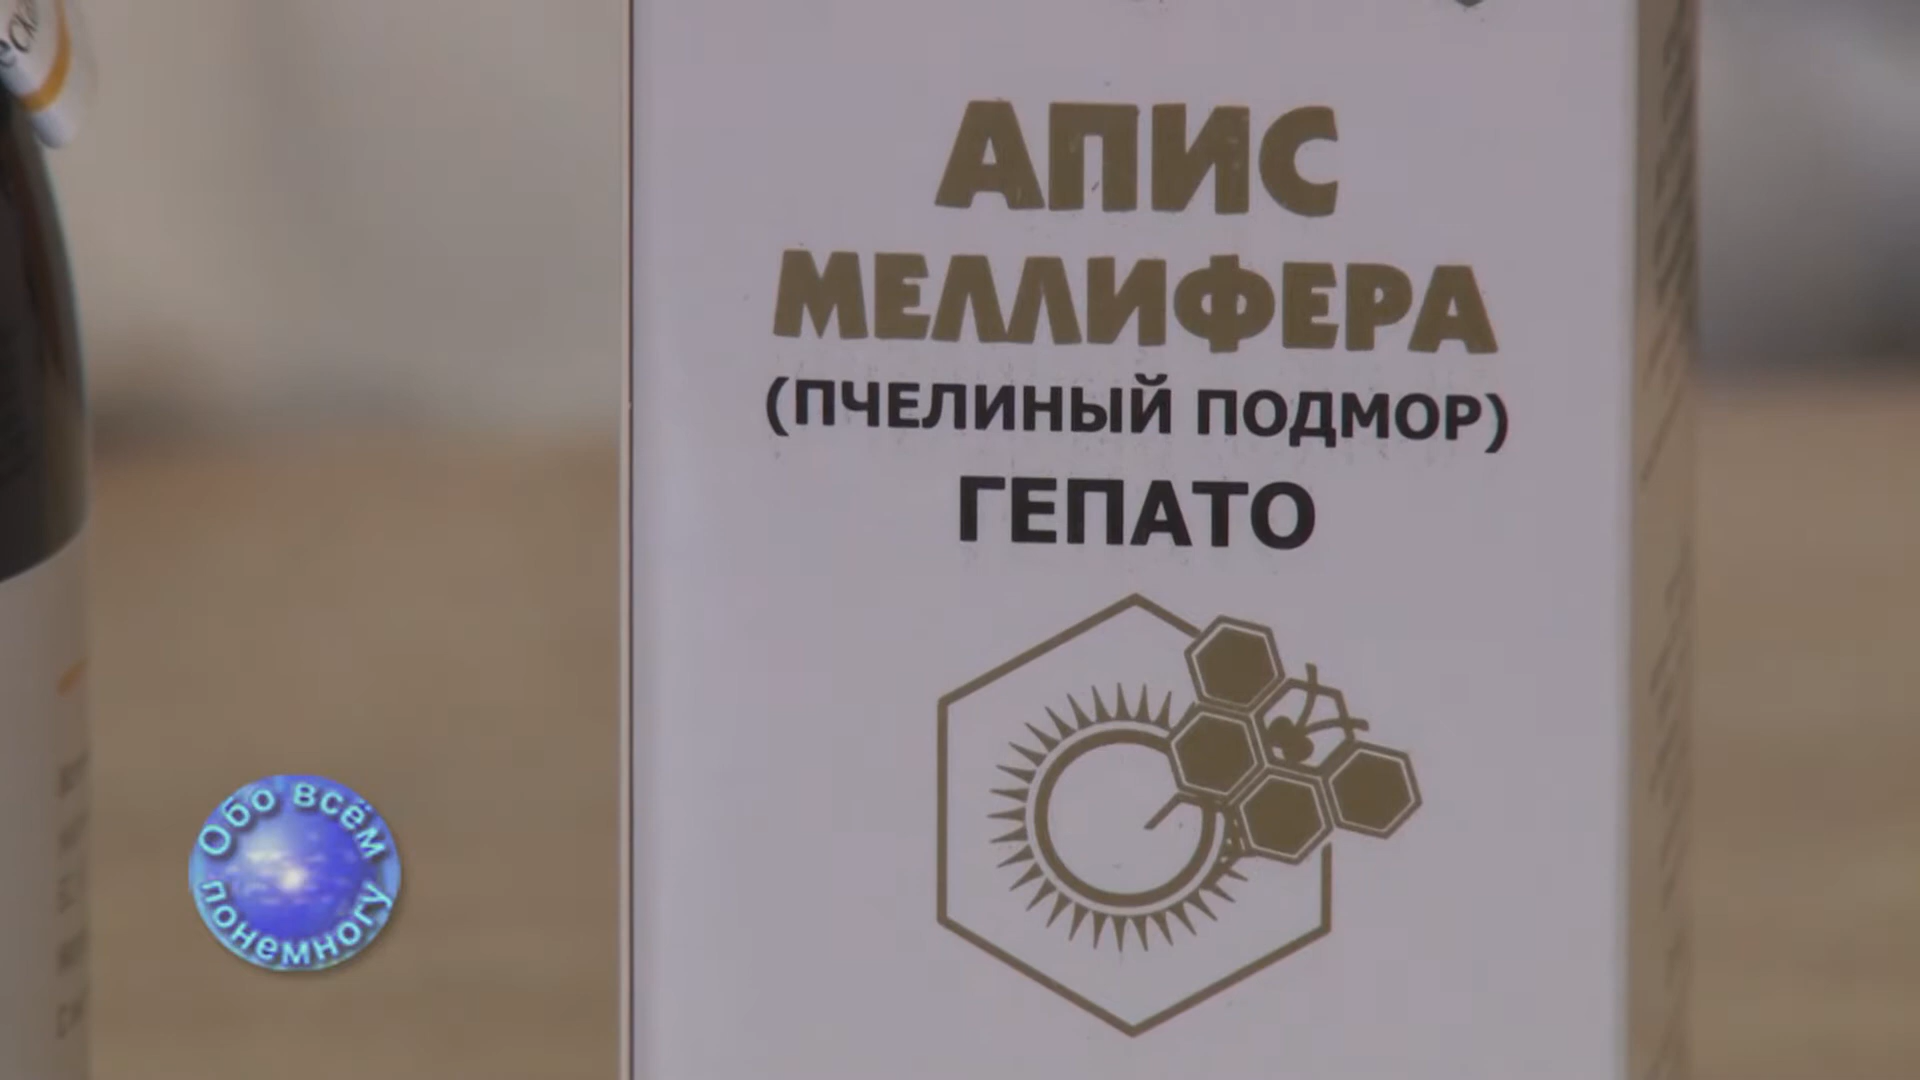 АПИС
МЕЛЛИФЕРА
(ПЧЕЛИНЫЙ ПОДМОР)
ГЕПАТО
Обо всём
понемногу